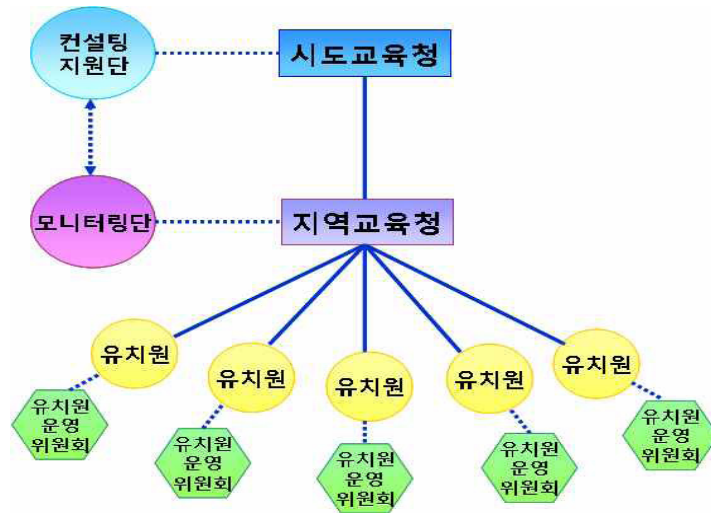 컨설팅
지원단
시도교육청
모니터링단
지역교육청
유치원
유치원
유치원
유치원
유치원
유치원
운영
위원회
유치원
운영
위원회
유치원
운영
위원회
유치원
운영
위원회
유치원
운영
위원회